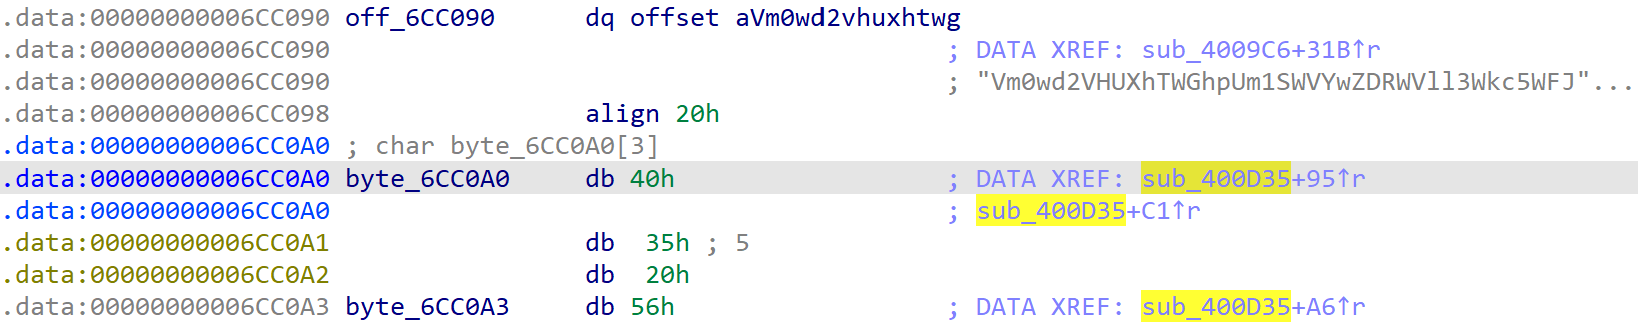 .data:00000000006CC090 off_6CC090      dq offset aVm0wd2vhuxhtwg
.data:00000000006CC090                                         ; DATA XREF: sub_4009C6+31B↑r
.data:00000000006CC090                                         ; "Vm0wd2VHUXhTWGhpUm1SWVYwZDRWVll3Wkc5WFJ"...
.data:00000000006CC098                 align 20h
.data:00000000006CC0A0 ; char byte_6CC0A0[3]
.data:00000000006CC0A0 byte_6CC0A0     db 40h                  ; DATA XREF: sub_400D35+95↑r
.data:00000000006CC0A0                                         ; sub_400D35+C1↑r
.data:00000000006CC0A1                 db  35h ; 5
.data:00000000006CC0A2                 db  20h
.data:00000000006CC0A3 byte_6CC0A3     db 56h                  ; DATA XREF: sub_400D35+A6↑r